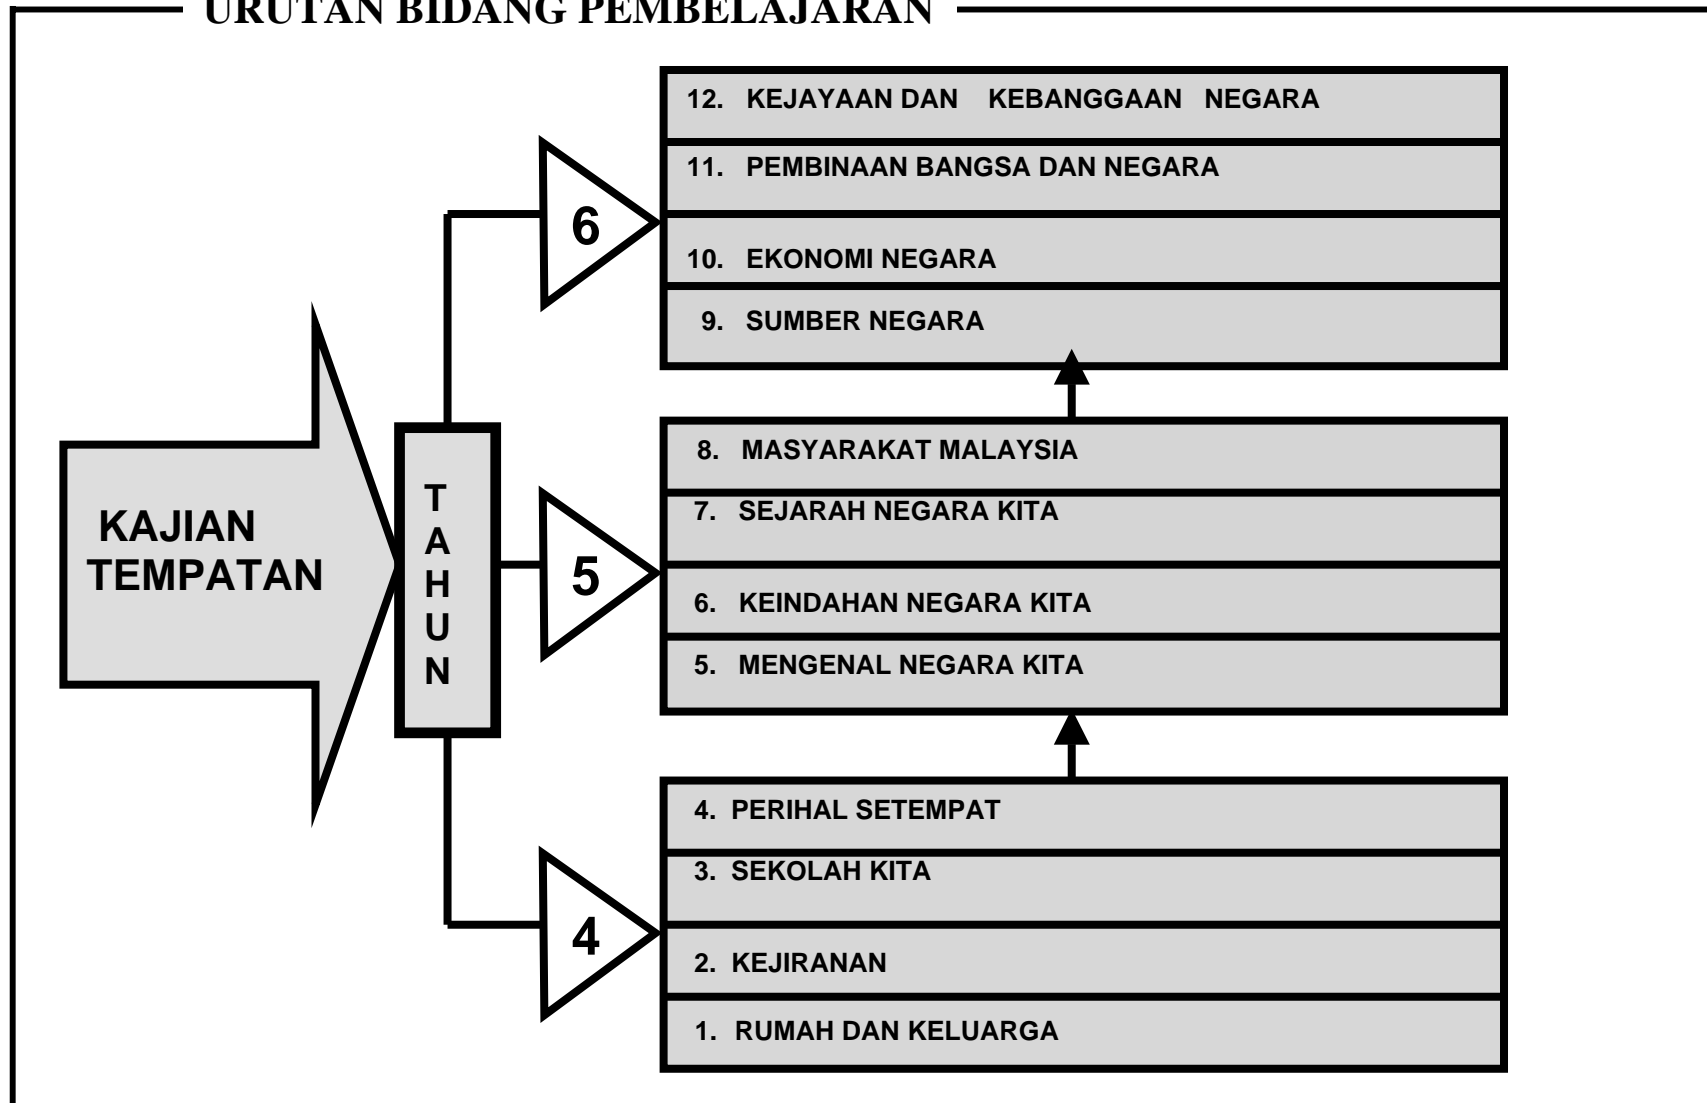 URUTAN BIDANG PEMBELAJARAN
12. KEJAYAAN DAN KEBANGGAAN NEGARA
11. PEMBINAAN BANGSA DAN NEGARA
6
10. EKONOMI NEGARA
9. SUMBER NEGARA
KAJIAN
TEMPATAN
T
A
H
U
N
8. MASYARAKAT MALAYSIA
7. SEJARAH NEGARA KITA
5
6. KEINDAHAN NEGARA KITA
5. MENGENAL NEGARA KITA
4. PERIHAL SETEMPAT
3. SEKOLAH KITA
4
2. KEJIRANAN
1. RUMAH DAN KELUARGA